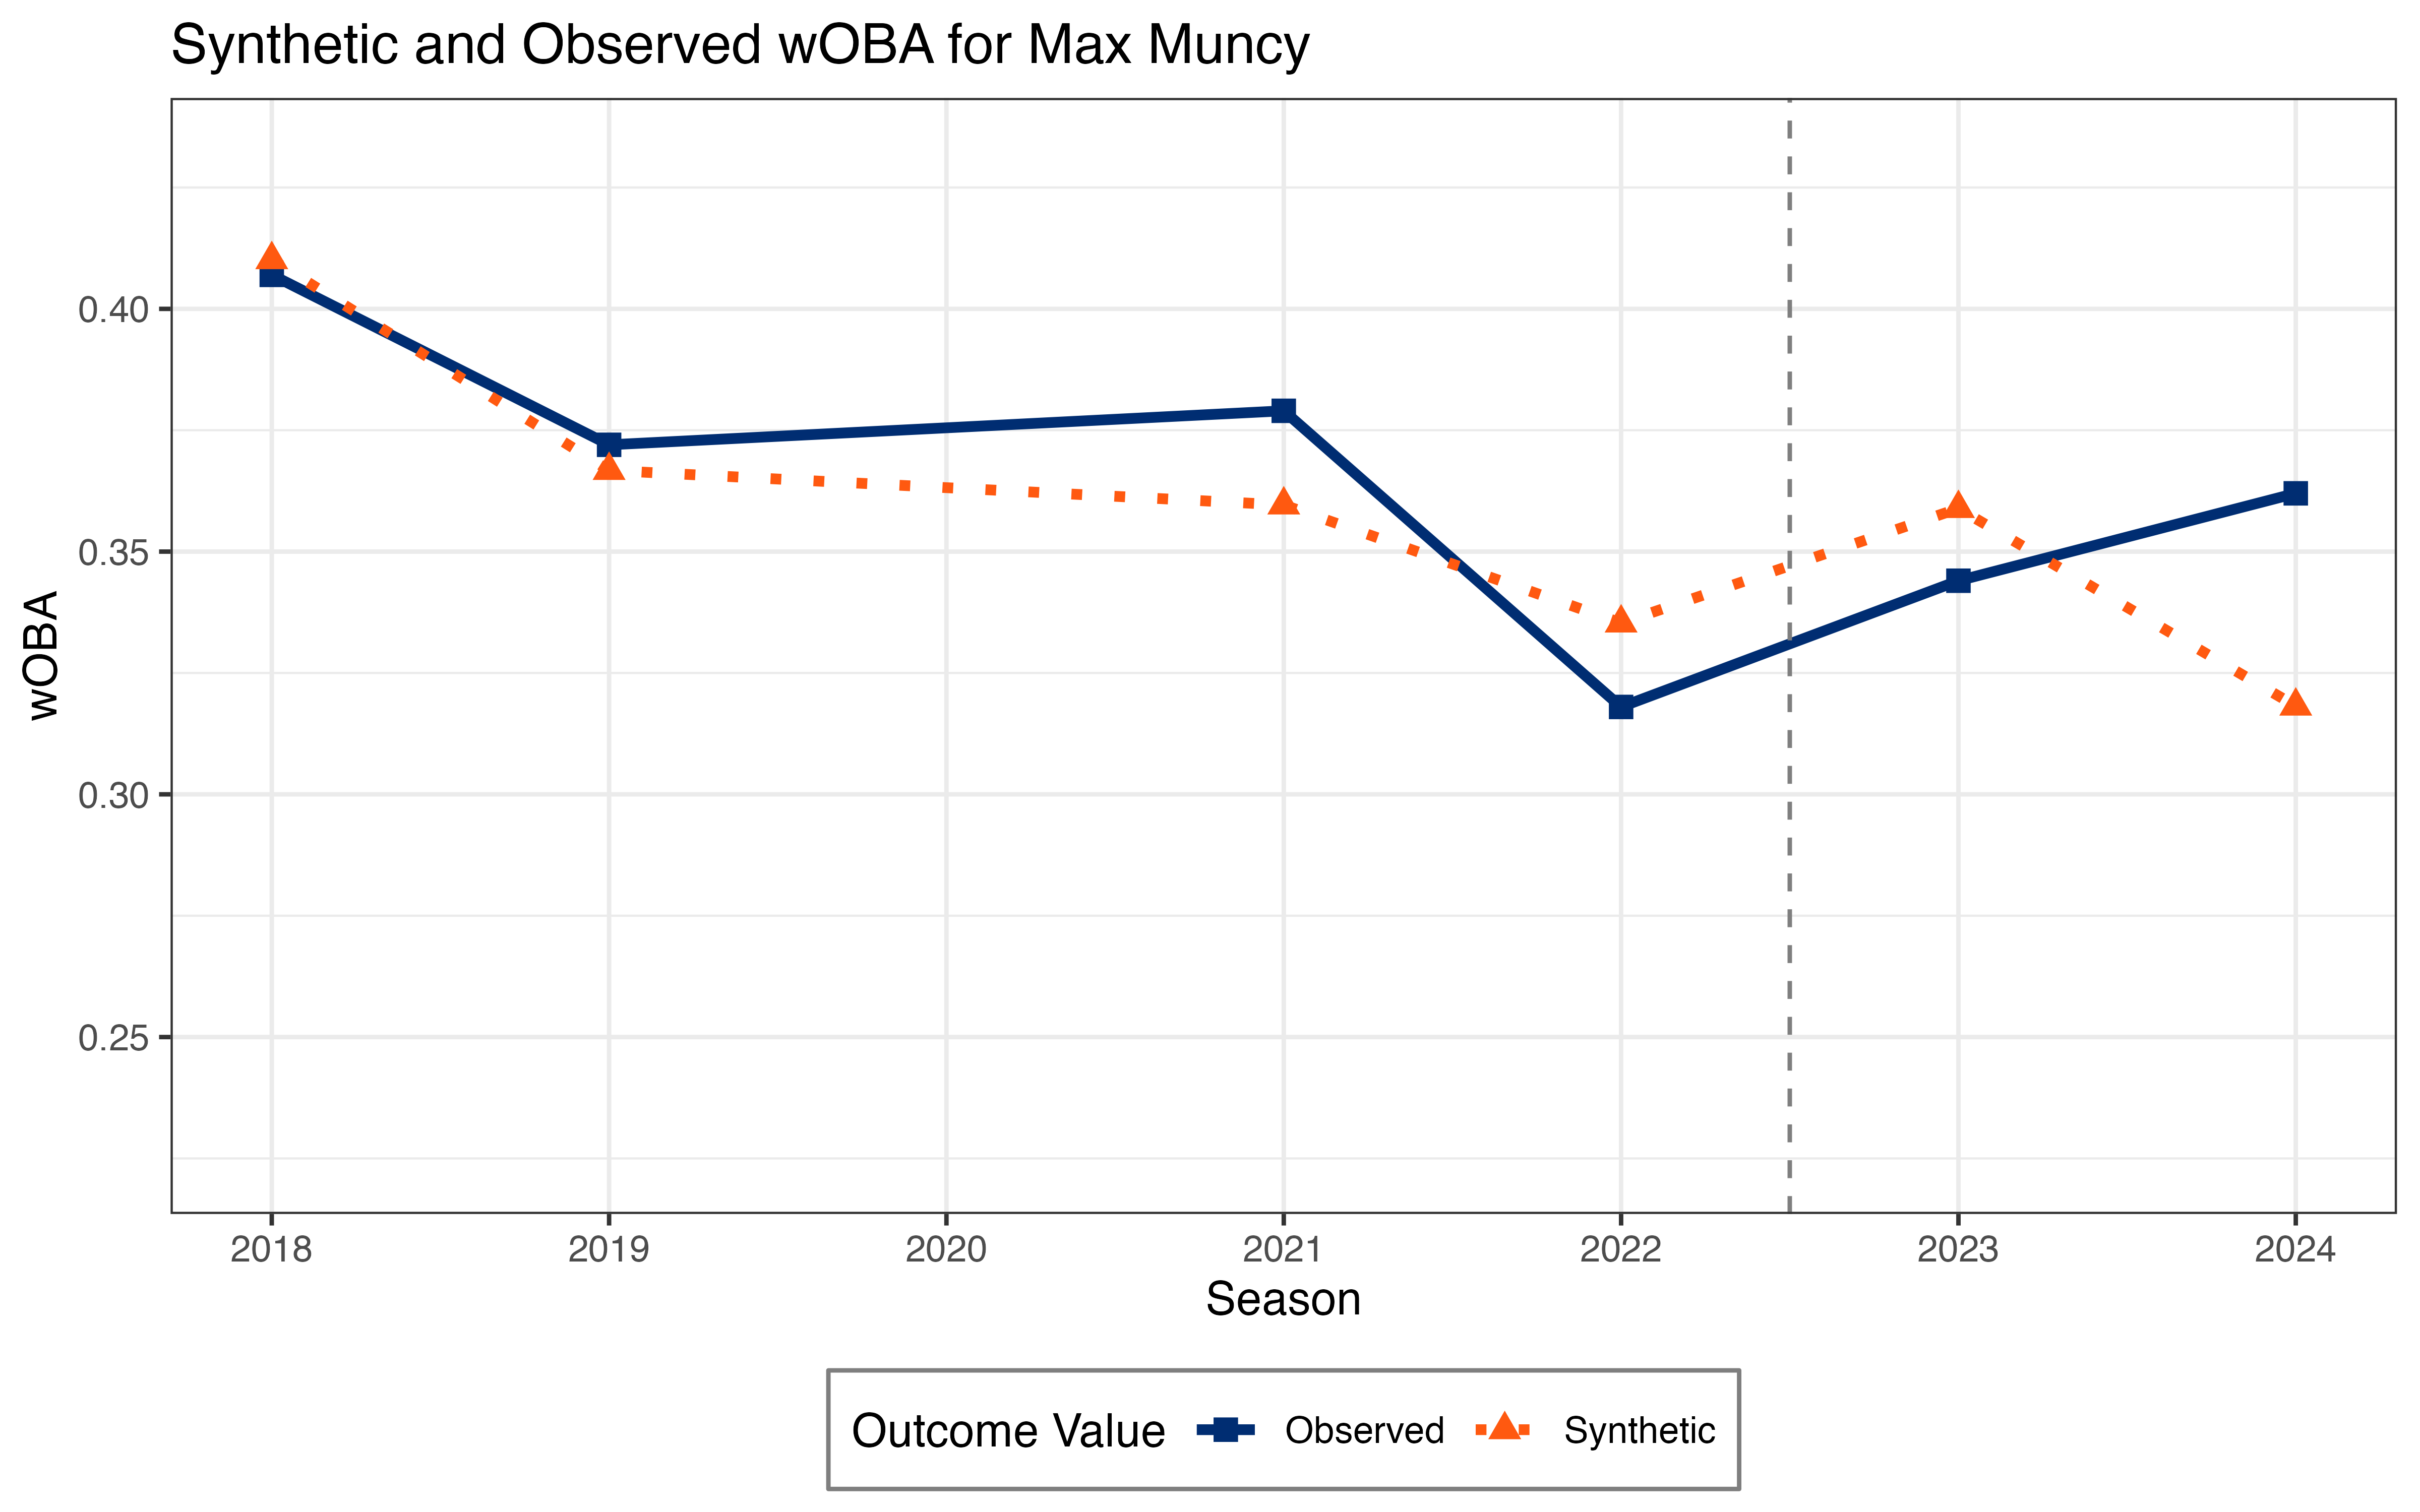 Synthetic and Observed wOBA for Max Muncy
wOBA
0.40
0.35
0.30
0.25
2018 2019 2020 2021 2022 2023 2024
Season
Outcome Value Observed Synthetic